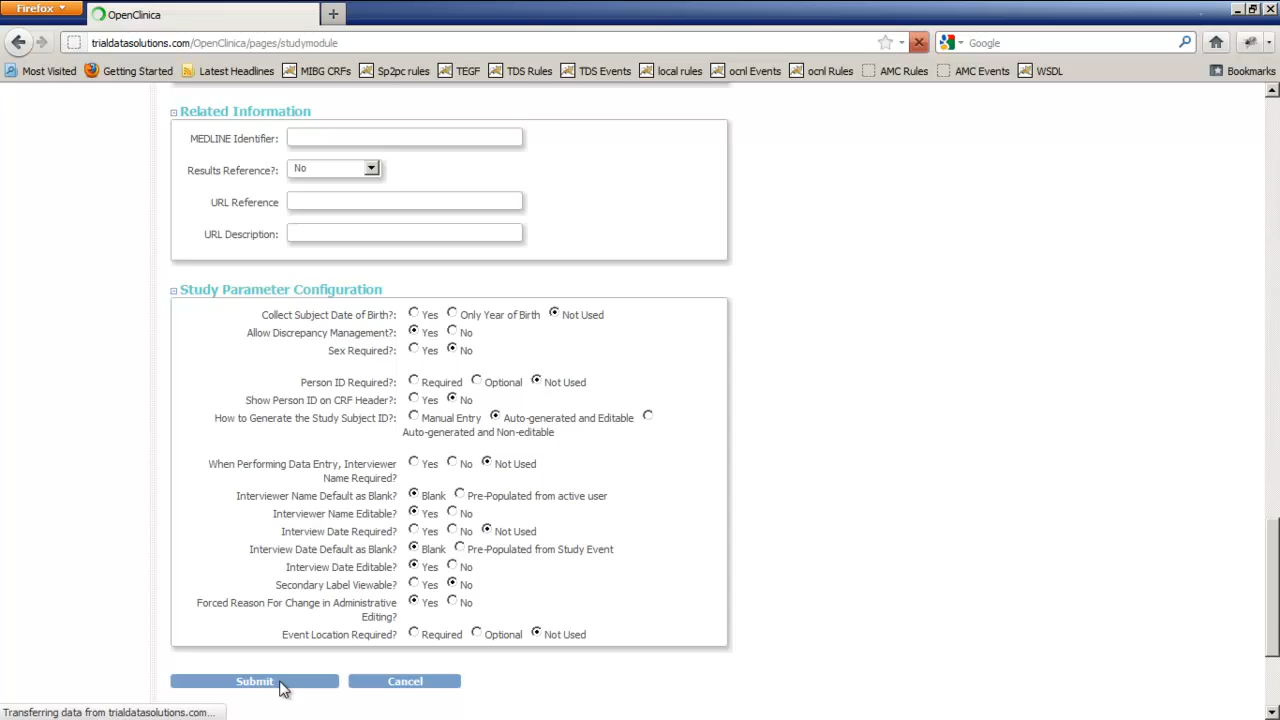 Firefox
OpenClinica
trialdatasolutions.com/OpenClinica/pages/studymodule
Google
Most Visited Getting Started Latest Headlines MIBG CRFs Sp2pc rules TEGF TDS Rules TDS Events local rules ocnl Events ocnl Rules AMC Rules AMC Events WSDL Bookmarks
Related Information
MEDLINE Identifier:
Results Reference?: No
URL Reference
URL Description:
Study Parameter Configuration
Collect Subject Date of Birth?: Yes Only Year of Birth Not Used
Allow Discrepancy Management?: Yes No
Sex Required?: Yes No
Person ID Required?: Required Optional Not Used
Show Person ID on CRF Header?: Yes No
How to Generate the Study Subject ID?: Manual Entry Auto-generated and Editable
Auto-generated and Non-editable
When Performing Data Entry, Interviewer Yes No Not Used
Name Required?
Interviewer Name Default as Blank? Blank Pre-Populated from active user
Interviewer Name Editable? Yes No
Interview Date Required? Yes No Not Used
Interview Date Default as Blank? Blank Pre-Populated from Study Event
Interview Date Editable? Yes No
Secondary Label Viewable? Yes No
Forced Reason For Change in Administrative Yes No
Editing?
Event Location Required? Required Optional Not Used
Submit Cancel
Transferring data from trialdatasolutions.com...